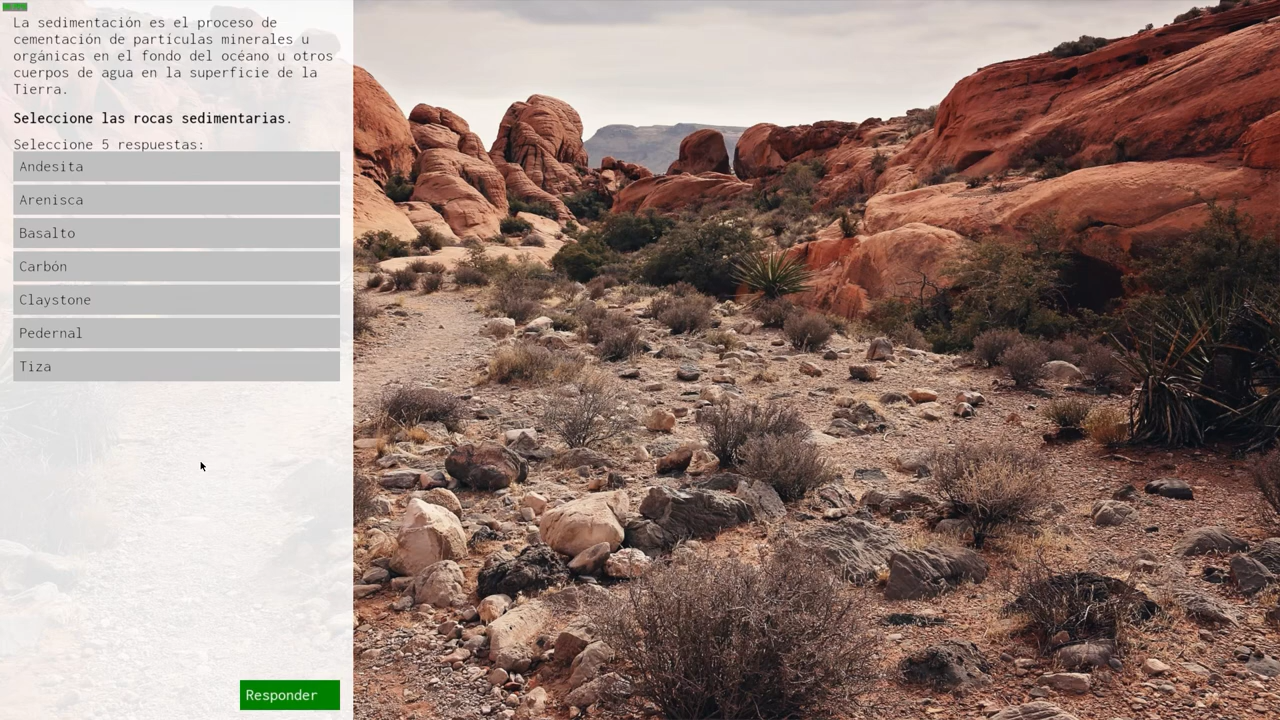 La sedimentación es el proceso de
cementación de partículas minerales u
orgánicas en el fondo del océano u otros
cuerpos de agua en la superficie de la
Tierra.
Seleccione las rocas sedimentarias.
Seleccione 5 respuestas:
Andesita
Arenisca
Basalto
Carbón
Claystone
Pedernal
Tiza
Responder